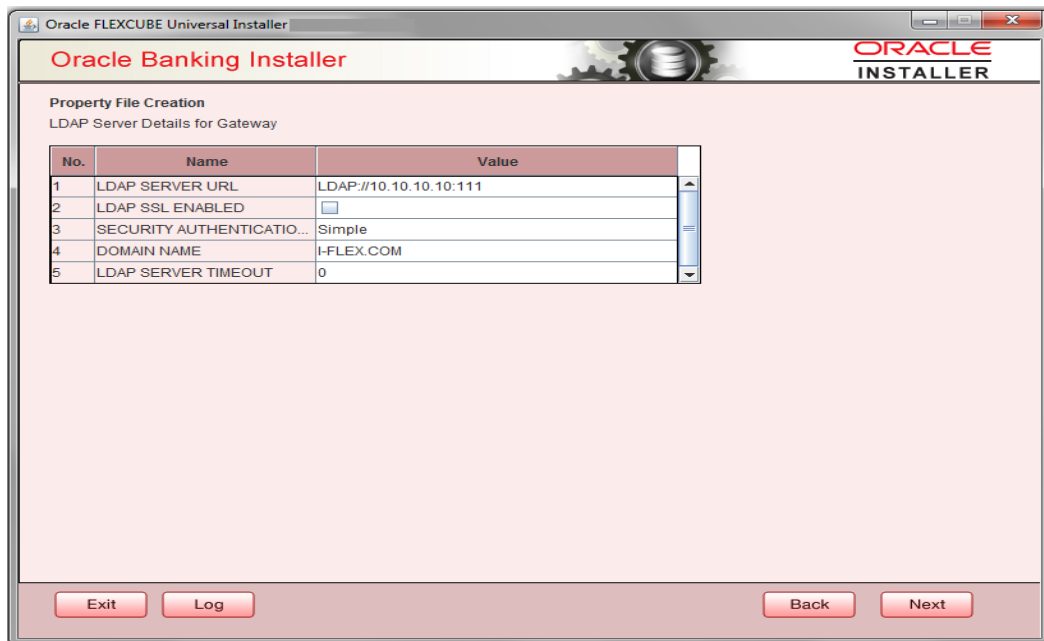 Oracle FLEXCUBE Universal Installer
Oracle Banking Installer
ORACLE
INSTALLER
Property File Creation
LDAP Server Details for Gateway
No. Name Value
1 LDAP SERVER URL LDAP://10.10.10.10:111
2 LDAP SSL ENABLED
3 SECURITY AUTHENTICATIO... Simple
4 DOMAIN NAME I-FLEX.COM
5 LDAP SERVER TIMEOUT 0
Exit Log Back Next